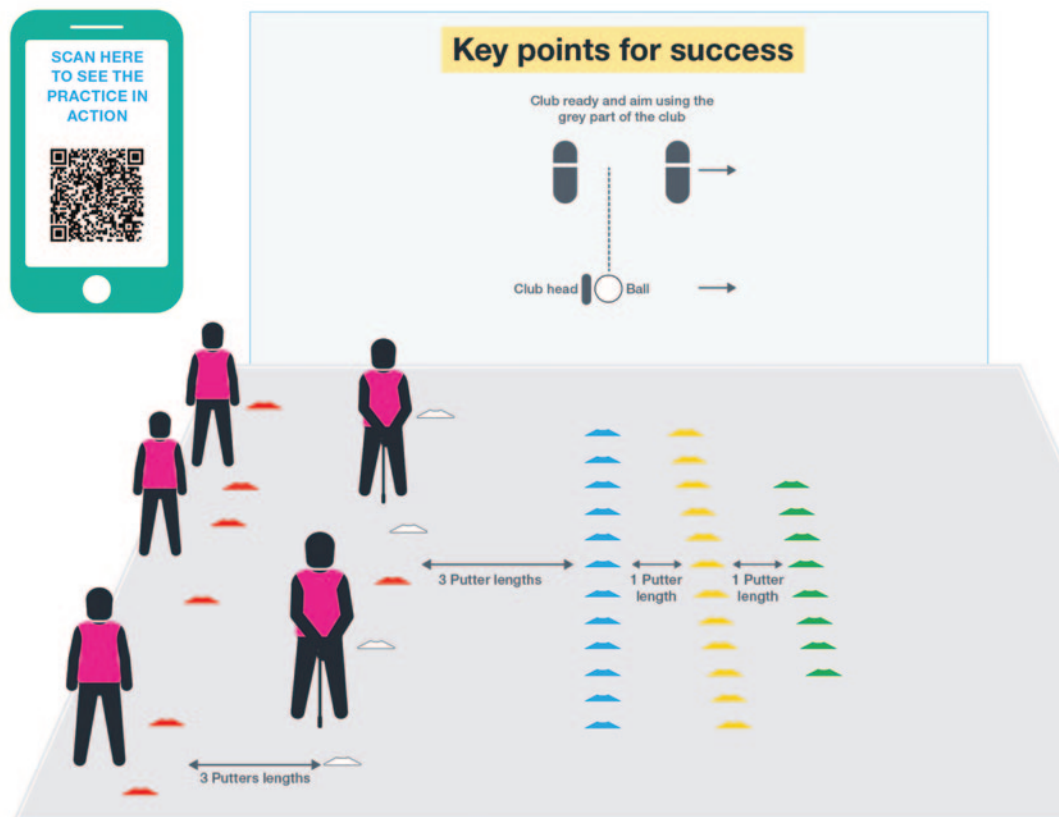 SCAN HERE
TO SEE THE
PRACTICE IN
ACTION
Key points for success
Club ready and aim using the
grey part of the club
Club head
Ball
3 Putter lengths
1 Putter
length
1 Putter
length
3 Putters lengths